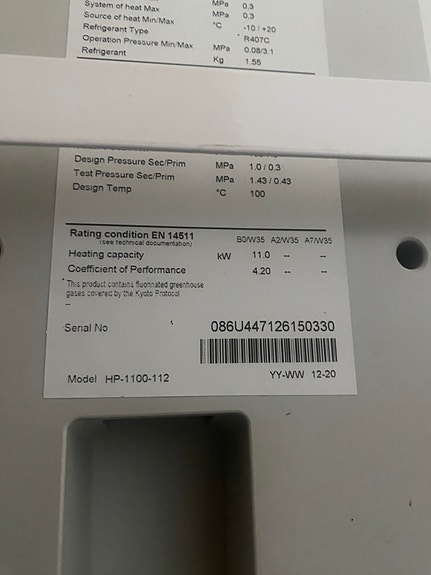 System of heat Max MPa 0.3
Source of heat Min/Max MPa 0.3
Refrigerant Type °C -10 / +20
Operation Pressure Min/Max * R407C
Refrigerant MPa 0.08/3.1
Kg 1.55
Design Pressure Sec/Prim MPa 1.0 / 0.3
Test Pressure Sec/Prim MPa 1.43 / 0.43
Design Temp °C 100
Rating condition EN 14511 B0/W35 A2/W35 A7/W35
(see technical documentation)
Heating capacity kW 11.0 -- --
Coefficient of Performance 4.20 -- --
* This product contains fluorinated greenhouse
gases covered by the Kyoto Protocol
--
Serial No 086U447126150330
Model HP-1100-112 YY-WW 12-20